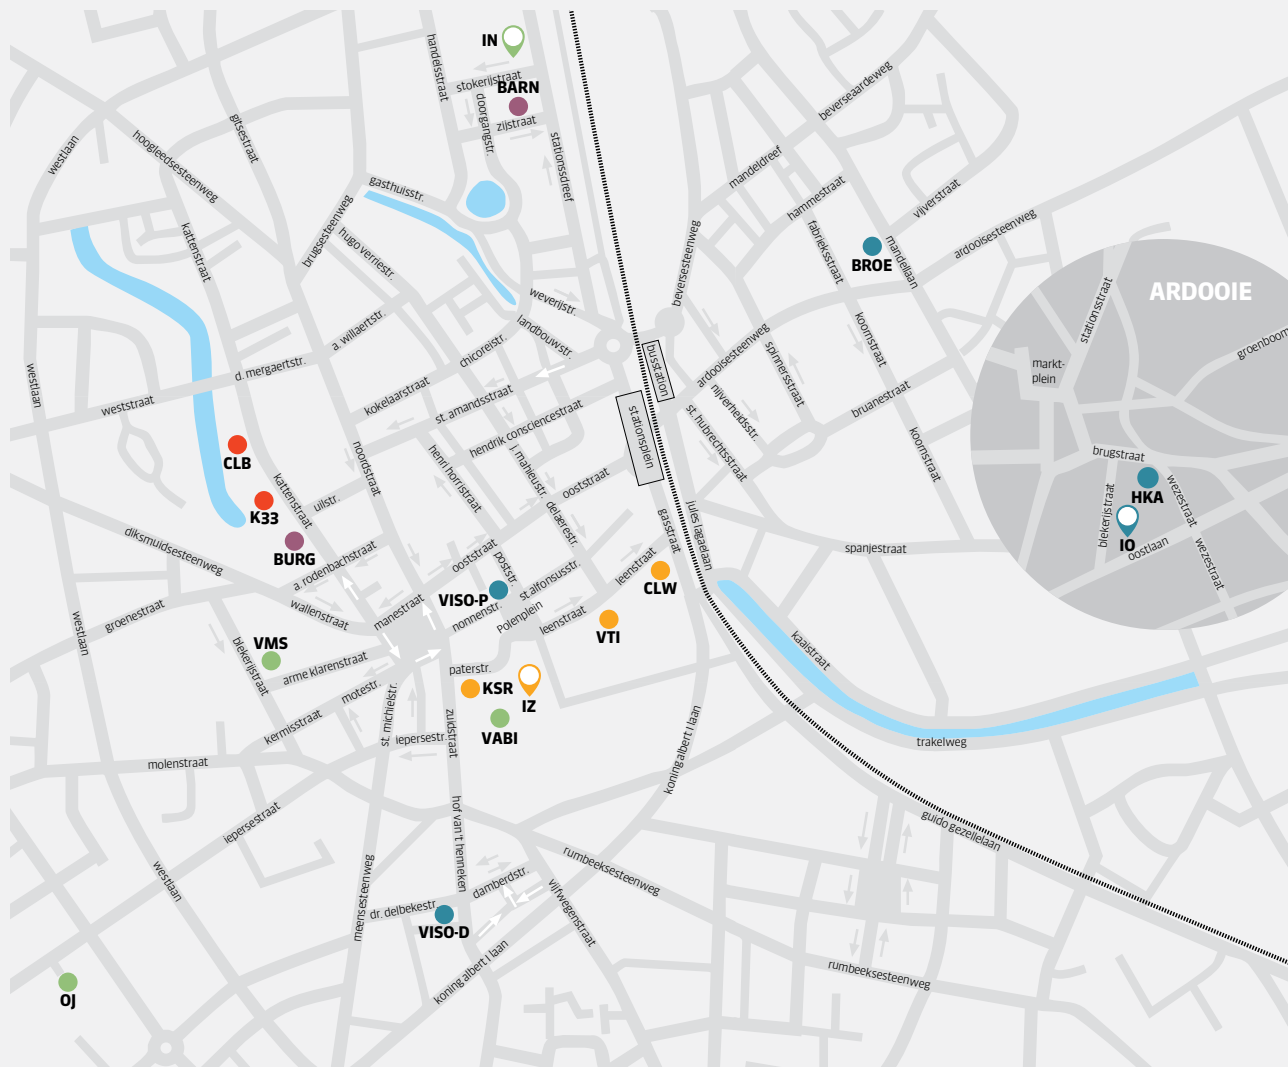 IN
handelsstraat
stokerijstraat
BARN
doorgangstr.
zijstraat
stationsdreef
beverseaardeweg
westlaan
hoogleedsesteenweg
gitsestraat
gasthuisstr.
mandeldreef
hammestraat
vijverstraat
ardooisesteenweg
kattenstraat
brugsesteenweg
hugo verriestr.
beversesteenweg
fabrieksstraat
mandellaan
BROE
ARDOOIE
stationsstraat
groenboom
markt-
plein
weverijstr.
landbouwstr.
a. willaertstr.
chicoreistr.
busstation
ardooisesteenweg
spinnersstraat
koornstraat
westlaan
d. mergaertstr.
kokelaarstraat
st. amandsstraat
weststraat
hendrik consciencestraat
stationsplein
nijverheidsstr.
st. hubrechtsstraat
bruanestraat
koornstraat
CLB
noordstraat
henri horristraat
j. mahieustr.
ooststraat
brugstraat
HKA
wezestraat
blekerijstraat
IO
oostlaan
wezestraat
K33
kattenstraat
uilstr.
BURG
delaerestr.
gasstraat
jules lagaelaan
diksmuidsesteenweg
a. rodenbachstraat
ooststraat
poststr.
st.alfonsusstr.
leenstraat
CLW
spanjestraat
VISO-P
wallenstraat
manestraat
nonnenstr.
Polenplein
leenstraat
VTI
groenestraat
westlaan
VMS
blekerijstraat
arme klarenstraat
motestr.
kaaistraat
paterstr.
KSR
IZ
VABI
kermisstraat
st. michielstr.
iepersestr.
zuidstraat
koning albert I laan
trakelweg
molenstraat
iepersestraat
hof van 't henneken
guido gezellelaan
westlaan
meensesteenweg
rumbeeksesteenweg
damberdstr.
dr. delbekestr.
VISO-D
vijfwegenstraat
koning albert I laan
rumbeeksesteenweg
OJ